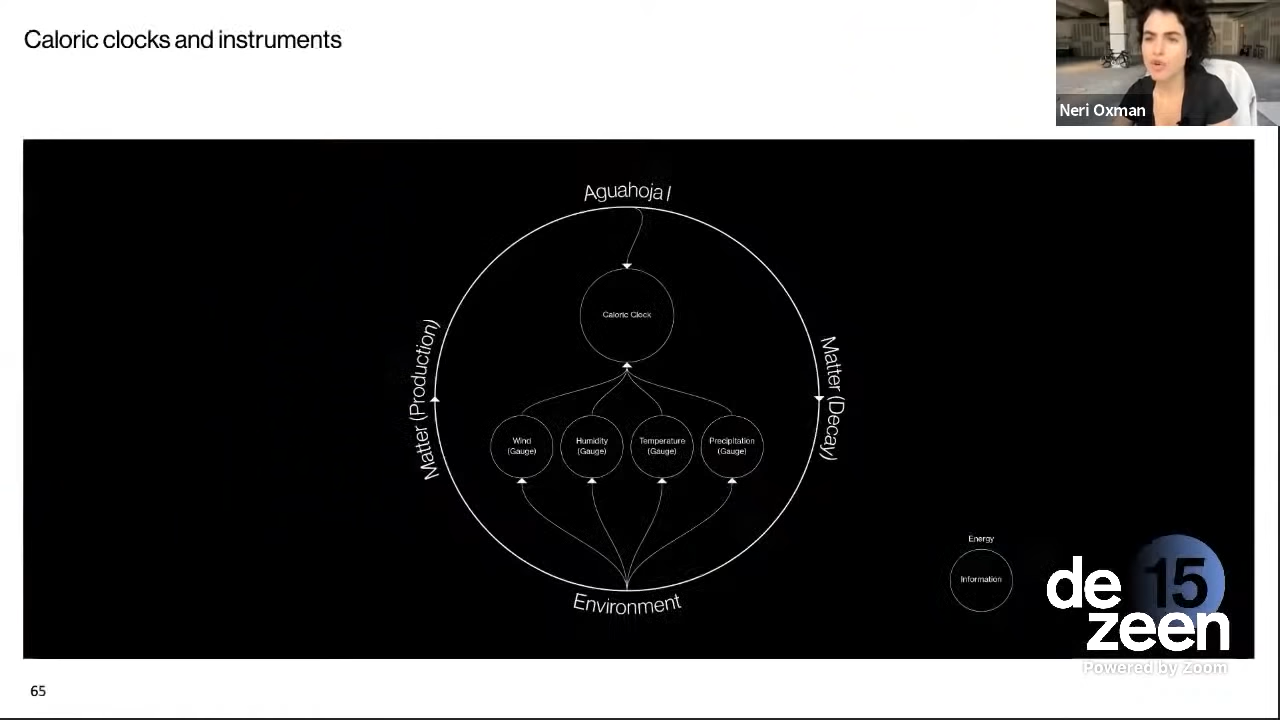 Caloric clocks and instruments
Neri Oxman
Aguahoja I
Caloric Clock
Matter (Production)
Matter (Decay)
Wind
(Gauge)
Humidity
(Gauge)
Temperature
(Gauge)
Precipitation
(Gauge)
Environment
Energy
Information
de 15
zeen
Powered by Zoom
65